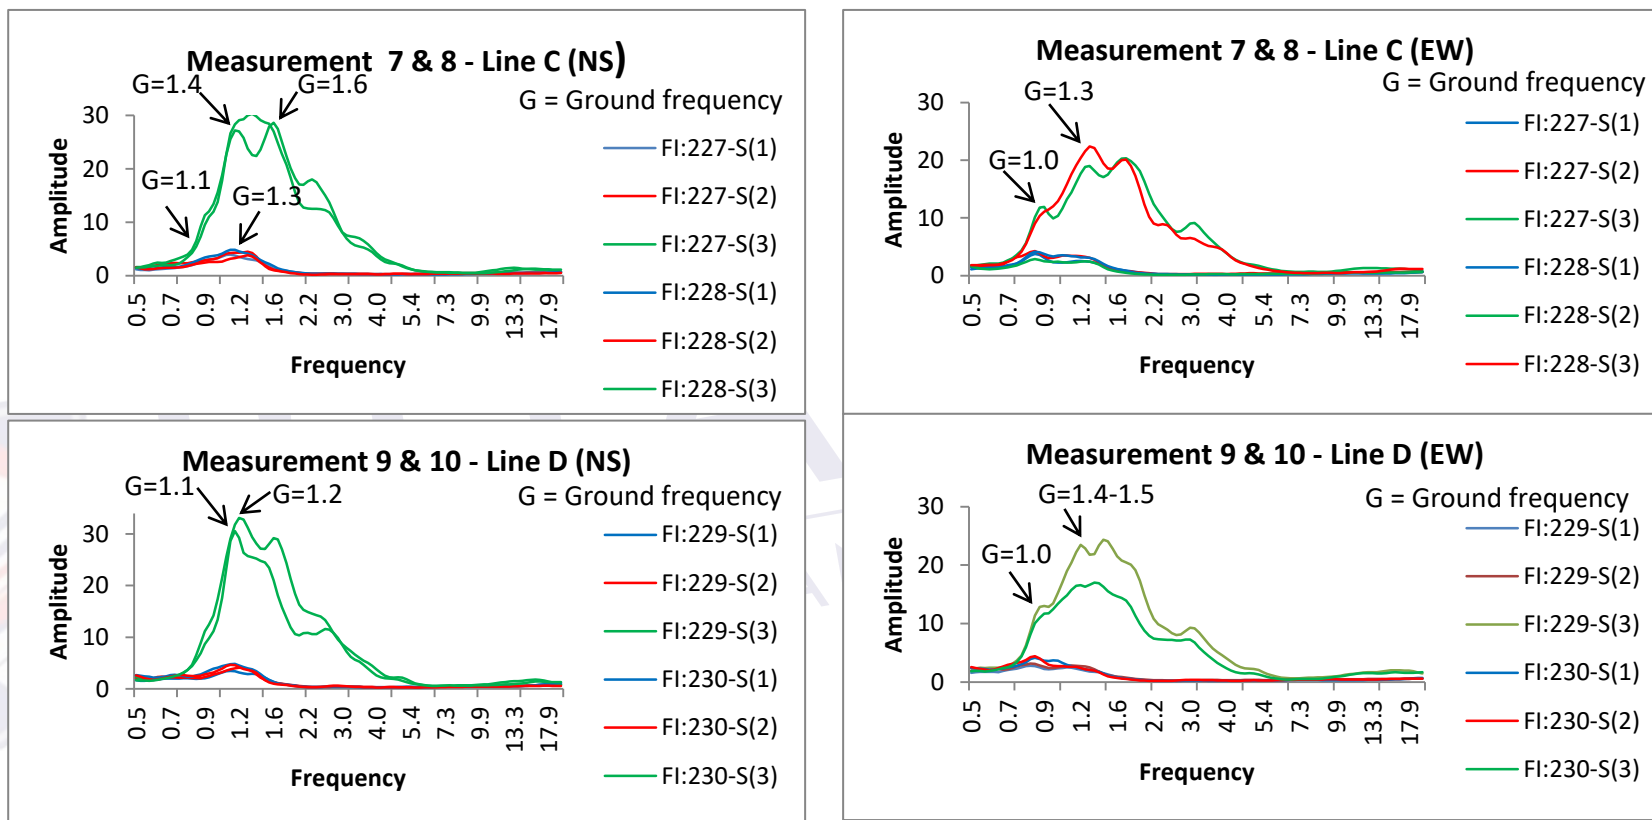 Measurement 7 & 8 - Line C (NS)
G=1.4
G=1.6
G = Ground frequency
G=1.1
G=1.3
Amplitude
30
20
10
0
0.5
0.7
0.9
1.2
1.6
2.2
3.0
4.0
5.4
7.3
9.9
13.3
17.9
Frequency
FI:227-S(1)
FI:227-S(2)
FI:227-S(3)
FI:228-S(1)
FI:228-S(2)
FI:228-S(3)
Measurement 7 & 8 - Line C (EW)
G = Ground frequency
G=1.3
G=1.0
Amplitude
30
20
10
0
0.5
0.7
0.9
1.2
1.6
2.2
3.0
4.0
5.4
7.3
9.9
13.3
17.9
Frequency
FI:227-S(1)
FI:227-S(2)
FI:227-S(3)
FI:228-S(1)
FI:228-S(2)
FI:228-S(3)
Measurement 9 & 10 - Line D (NS)
G=1.1
G=1.2
G = Ground frequency
Amplitude
30
20
10
0
0.5
0.7
0.9
1.2
1.6
2.2
3.0
4.0
5.4
7.3
9.9
13.3
17.9
Frequency
FI:229-S(1)
FI:229-S(2)
FI:229-S(3)
FI:230-S(1)
FI:230-S(2)
FI:230-S(3)
Measurement 9 & 10 - Line D (EW)
G=1.4-1.5
G = Ground frequency
G=1.0
Amplitude
30
20
10
0
0.5
0.7
0.9
1.2
1.6
2.2
3.0
4.0
5.4
7.3
9.9
13.3
17.9
Frequency
FI:229-S(1)
FI:229-S(2)
FI:229-S(3)
FI:230-S(1)
FI:230-S(2)
FI:230-S(3)